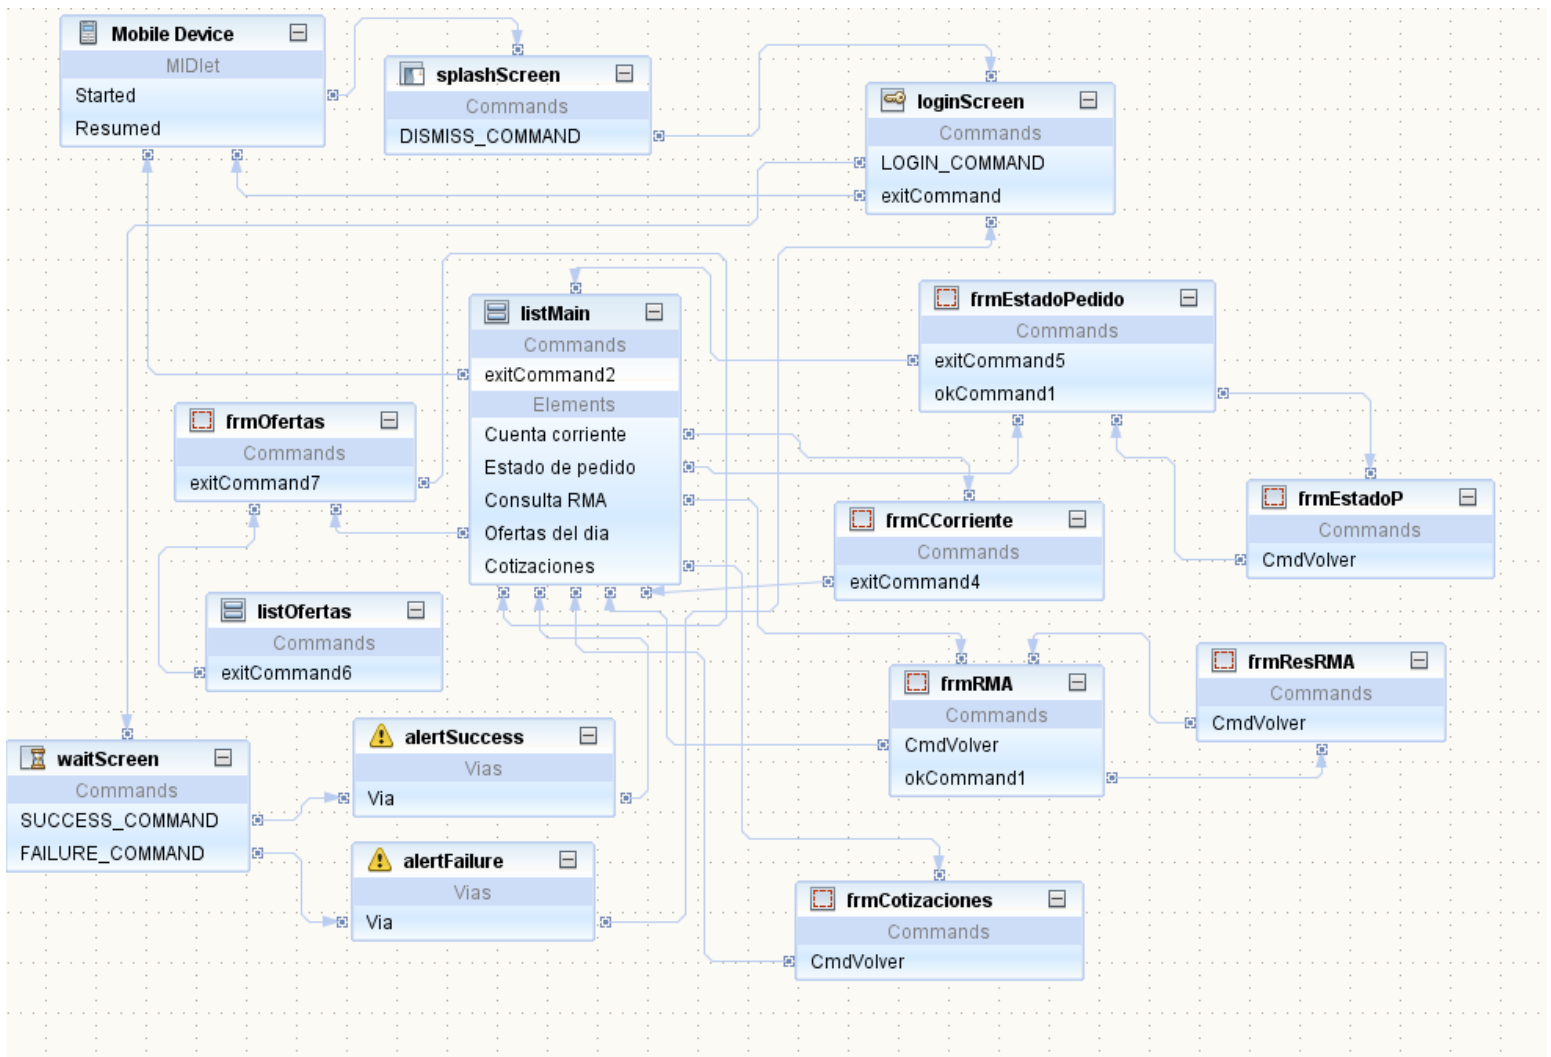 Mobile Device
MIDlet
Started
Resumed
splashScreen
Commands
DISMISS_COMMAND
loginScreen
Commands
LOGIN_COMMAND
exitCommand
listMain
Commands
exitCommand2
Elements
Cuenta corriente
Estado de pedido
Consulta RMA
Ofertas del dia
Cotizaciones
frmEstadoPedido
Commands
exitCommand5
okCommand1
frmOfertas
Commands
exitCommand7
frmEstadoP
Commands
CmdVolver
frmCCorriente
Commands
exitCommand4
listOfertas
Commands
exitCommand6
frmRMA
Commands
CmdVolver
okCommand1
frmResRMA
Commands
CmdVolver
waitScreen
Commands
SUCCESS_COMMAND
FAILURE_COMMAND
alertSuccess
Vias
Via
alertFailure
Vias
Via
frmCotizaciones
Commands
CmdVolver